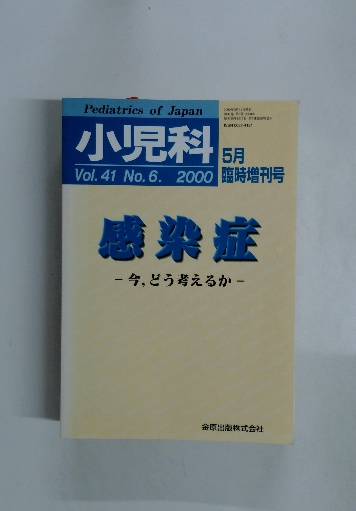 Pediatrics of Japan
小児科
Vol. 41 No. 6. 2000
5月
臨時増刊号
感染症
－今，どう考えるか－
金原出版株式会社